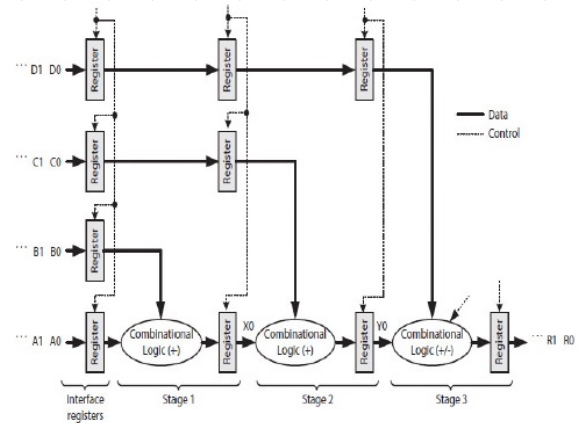 Register
Register
Register
··· D1 D0
Data
Control
Register
Register
··· C1 C0
Register
··· B1 B0
··· A1 A0
Register
Combinational
Logic (+)
Register
X0
Combinational
Logic (+)
Register
Y0
Combinational
Logic (+/-)
Register
··· R1 R0
Interface
registers
Stage 1
Stage 2
Stage 3